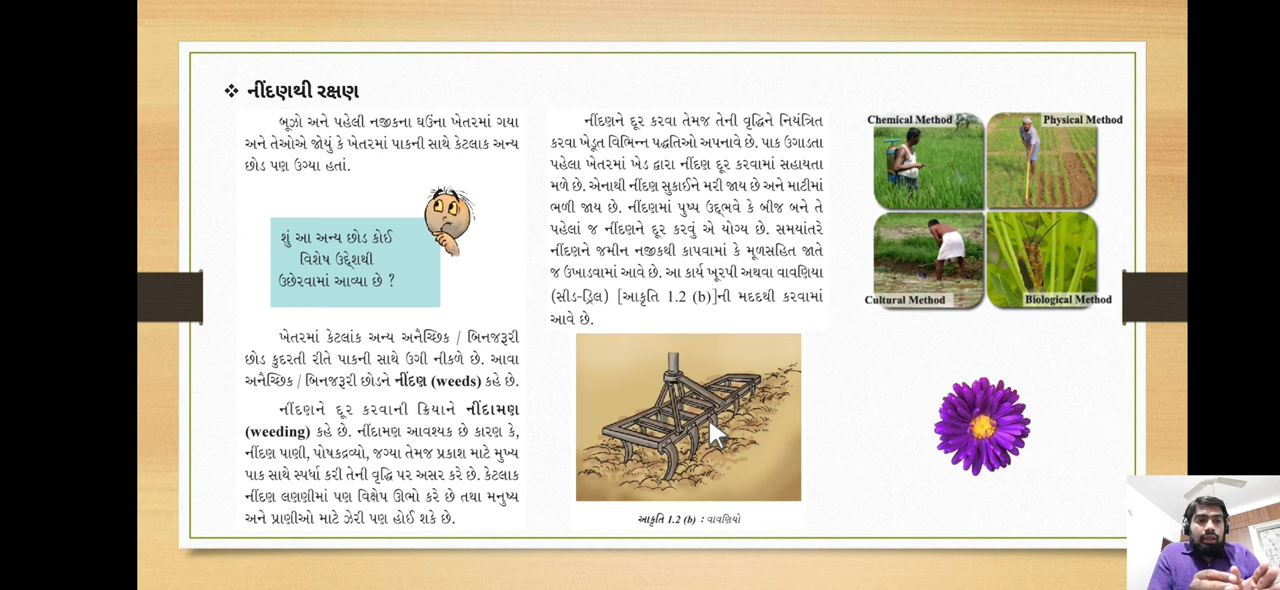 ❖ નીંદણથી રક્ષણ
બૂઝો અને પહેલી નજીકના ઘઉંના ખેતરમાં ગયા
અને તેઓએ જોયું કે ખેતરમાં પાકની સાથે કેટલાક અન્ય
છોડ પણ ઉગ્યા હતાં.
શું આ અન્ય છોડ કોઈ
વિશેષ ઉદ્દેશથી
ઉછેરવામાં આવ્યા છે ?
ખેતરમાં કેટલાંક અન્ય અનૈચ્છિક / બિનજરૂરી
છોડ કુદરતી રીતે પાકની સાથે ઉગી નીકળે છે. આવા
અનૈચ્છિક / બિનજરૂરી છોડને નીંદણ (weeds) કહે છે.
નીંદણને દૂર કરવાની ક્રિયાને નીંદામણ
(weeding) કહે છે. નીંદામણ આવશ્યક છે કારણ કે,
નીંદણ પાણી, પોષકદ્રવ્યો, જગ્યા તેમજ પ્રકાશ માટે મુખ્ય
પાક સાથે સ્પર્ધા કરી તેની વૃદ્ધિ પર અસર કરે છે. કેટલાક
નીંદણ લણણીમાં પણ વિક્ષેપ ઊભો કરે છે તથા મનુષ્ય
અને પ્રાણીઓ માટે ઝેરી પણ હોઈ શકે છે.
નીંદણને દૂર કરવા તેમજ તેની વૃદ્ધિને નિયંત્રિત
કરવા ખેડૂત વિભિન્ન પદ્ધતિઓ અપનાવે છે. પાક ઉગાડતા
પહેલા ખેતરમાં ખેડ દ્વારા નીંદણ દૂર કરવામાં સહાયતા
મળે છે. એનાથી નીંદણ સુકાઈને મરી જાય છે અને માટીમાં
ભળી જાય છે. નીંદણમાં પુષ્પ ઉદ્ભવે કે બીજ બને તે
પહેલાં જ નીંદણને દૂર કરવું એ યોગ્ય છે. સમયાંતરે
નીંદણને જમીન નજીકથી કાપવામાં કે મૂળસહિત જાતે
જ ઉખાડવામાં આવે છે. આ કાર્ય ખૂરપી અથવા વાવણિયા
(સીડ-ડ્રિલ) [આકૃતિ 1.2 (b)]ની મદદથી કરવામાં
આવે છે.
આકૃતિ 1.2 (b) : વાવણિયો
Chemical Method
Physical Method
Cultural Method
Biological Method